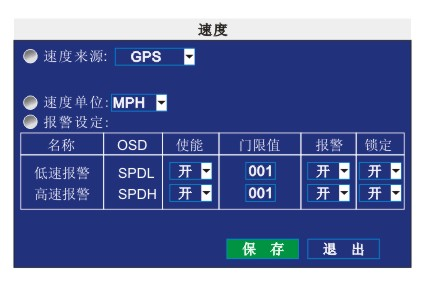 速度
速度来源: GPS
速度单位: MPH
报警设定:
名称 OSD 使能 门限值 报警 锁定
低速报警 SPDL 开 001 开 开
高速报警 SPDH 开 001 开 开
保 存 退 出